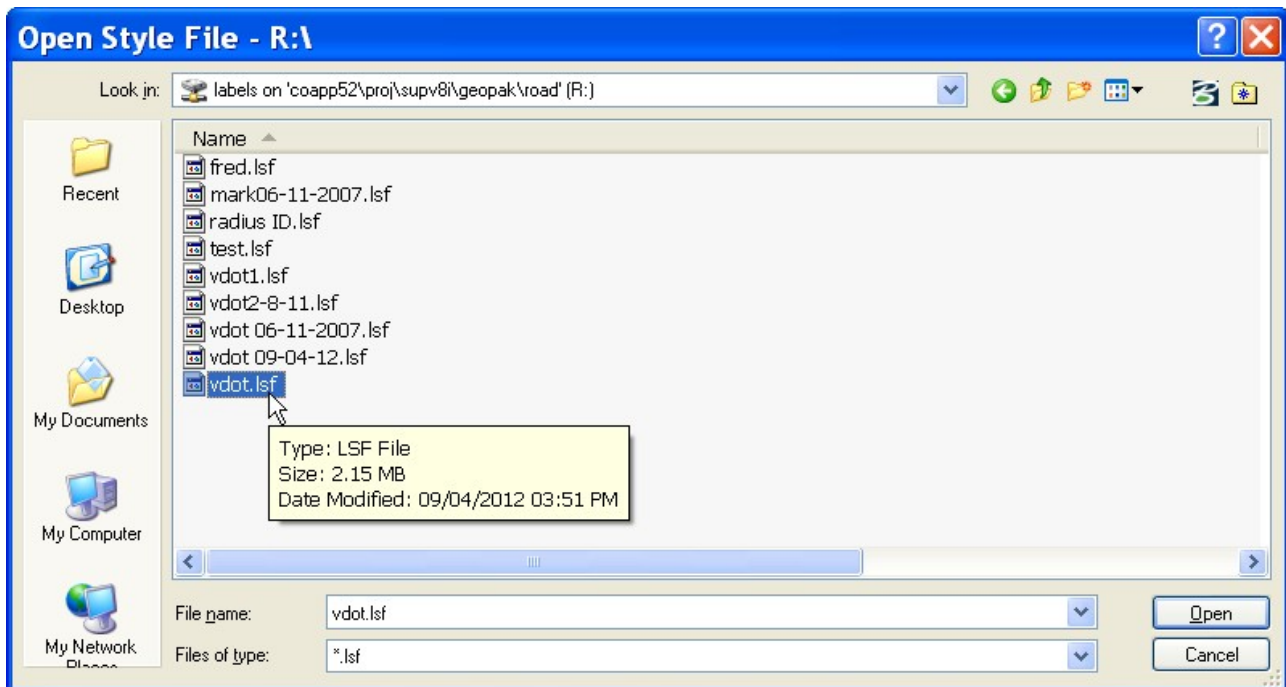 Open Style File - R:\
Look in:
labels on 'coapp52\proj\supv8i\geopak\road' (R:)
Name
fred.lsf
mark06-11-2007.lsf
radius ID.lsf
test.lsf
vdot1.lsf
vdot2-8-11.lsf
vdot 06-11-2007.lsf
vdot 09-04-12.lsf
vdot.lsf
Type: LSF File
Size: 2.15 MB
Date Modified: 09/04/2012 03:51 PM
Recent
Desktop
My Documents
My Computer
My Network
Places
File name:
vdot.lsf
Open
Files of type:
*.lsf
Cancel